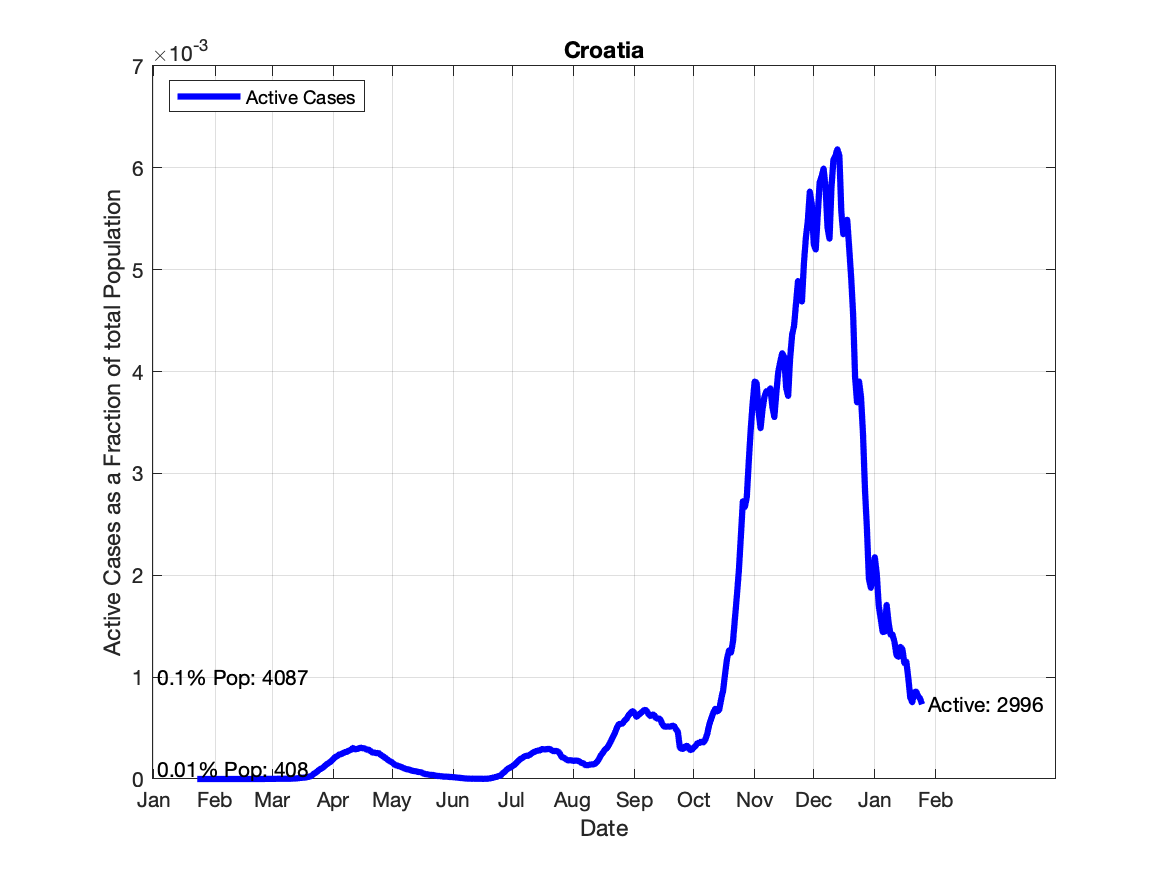 Croatia
×10-3
Active Cases
7
6
5
4
3
2
1
0
Active Cases as a Fraction of total Population
0.1% Pop: 4087
0.01% Pop: 408
Active: 2996
Jan Feb Mar Apr May Jun Jul Aug Sep Oct Nov Dec Jan Feb
Date